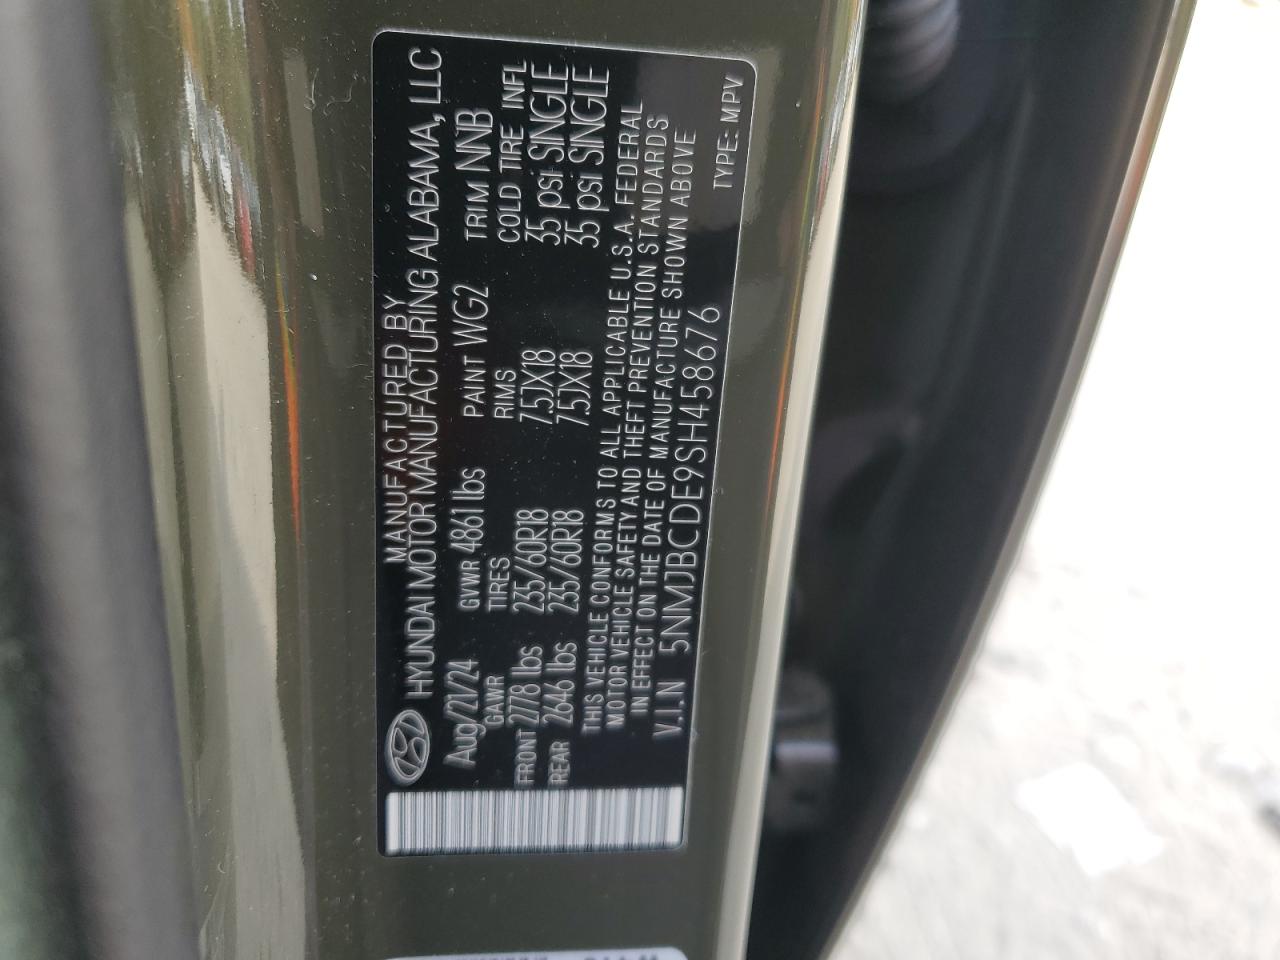 MANUFACTURED BY
HYUNDAI MOTOR MANUFACTURING ALABAMA, LLC
Aug/21/24 GVWR 4861 lbs PAINT WG2 TRIM NNB
GAWR TIRES RIMS COLD TIRE INFL
FRONT 2778 lbs 235/60R18 7.5JX18 35 psi SINGLE
REAR 2646 lbs 235/60R18 7.5JX18 35 psi SINGLE
THIS VEHICLE CONFORMS TO ALL APPLICABLE U.S.A. FEDERAL
MOTOR VEHICLE SAFETY AND THEFT PREVENTION STANDARDS
IN EFFECT ON THE DATE OF MANUFACTURE SHOWN ABOVE
V.I.N 5NMJBCDE9SH458676 TYPE: MPV